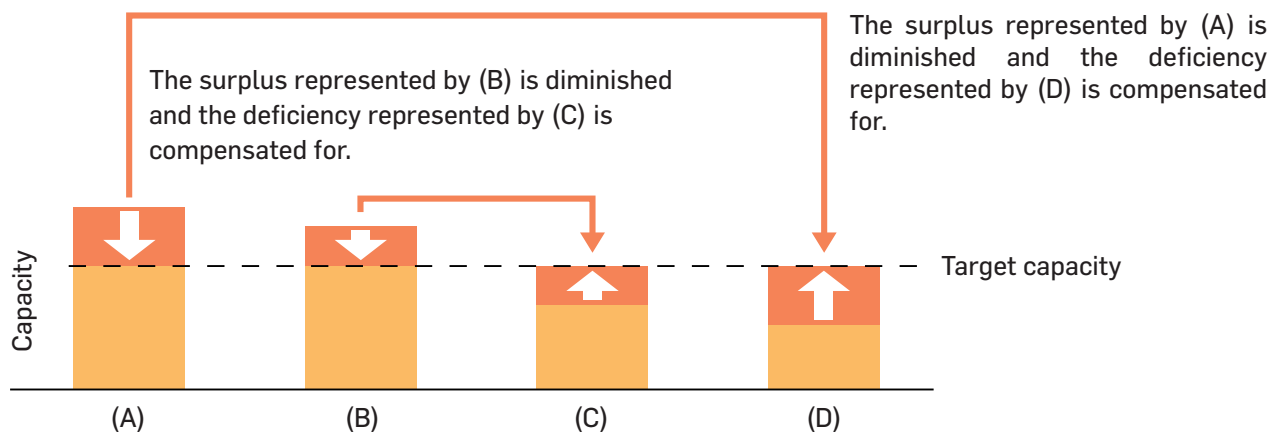 The surplus represented by (A) is
diminished and the deficiency
represented by (D) is compensated
for.
The surplus represented by (B) is diminished
and the deficiency represented by (C) is
compensated for.
Capacity
Target capacity
(A)
(B)
(C)
(D)